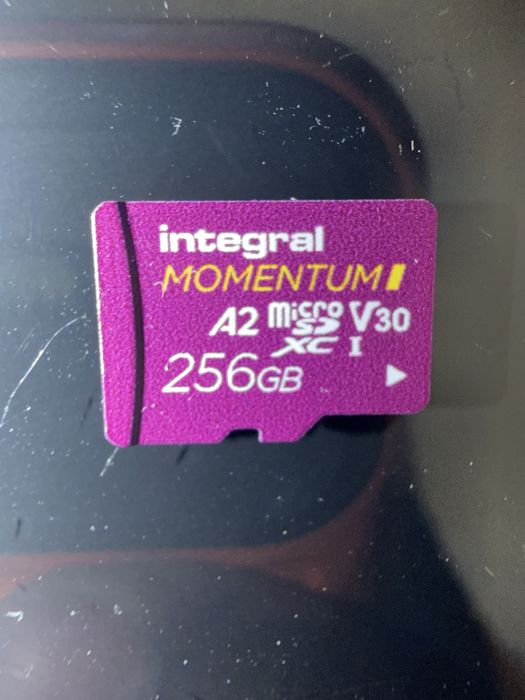 integral
MOMENTUM
A2 micro SD XC I V30
256GB